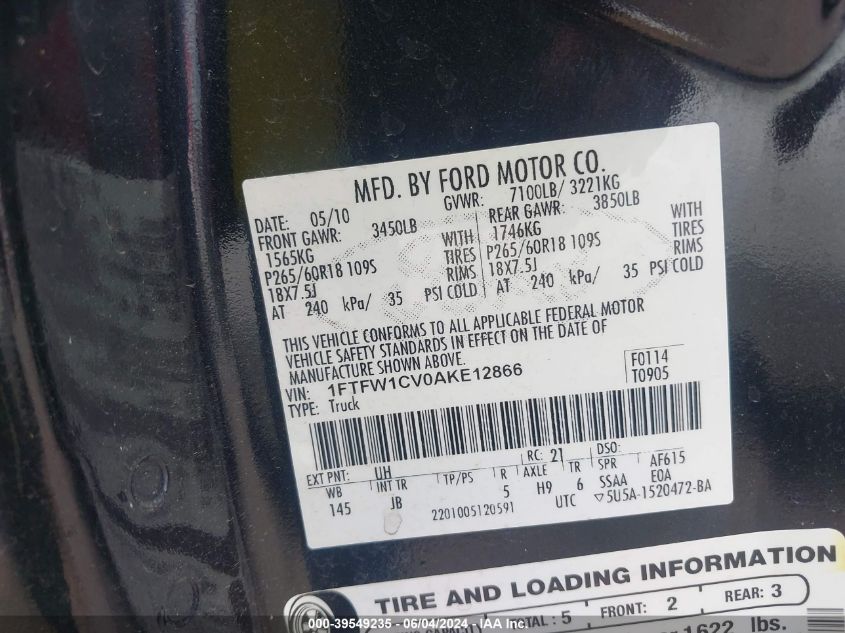 MFD. BY FORD MOTOR CO.
DATE: 05/10 GVWR: 7100LB/ 3221KG
FRONT GAWR: 3450LB REAR GAWR: 3850LB
1565KG WITH 1746KG WITH
P265/60R18 109S TIRES P265/60R18 109S TIRES
18X7.5J RIMS 18X7.5J RIMS
AT 240 kPa/ 35 PSI COLD AT 240 kPa/ 35 PSI COLD
THIS VEHICLE CONFORMS TO ALL APPLICABLE FEDERAL MOTOR
VEHICLE SAFETY STANDARDS IN EFFECT ON THE DATE OF
MANUFACTURE SHOWN ABOVE.
VIN: 1FTFW1CV0AKE12866 F0114
TYPE: Truck T0905
EXT PNT: UH RC: 21 DSO:
WB INT TR TP/PS R AXLE TR SPR AF615
145 JB 5 H9 6 SSAA E0A
2201005120591 UTC ▽5U5A-1520472-BA
TIRE AND LOADING INFORMATION
TOTAL : 5 FRONT: 2 REAR: 3
1622 lbs.
000-39549235 - 06/04/2024 - IAA, Inc.